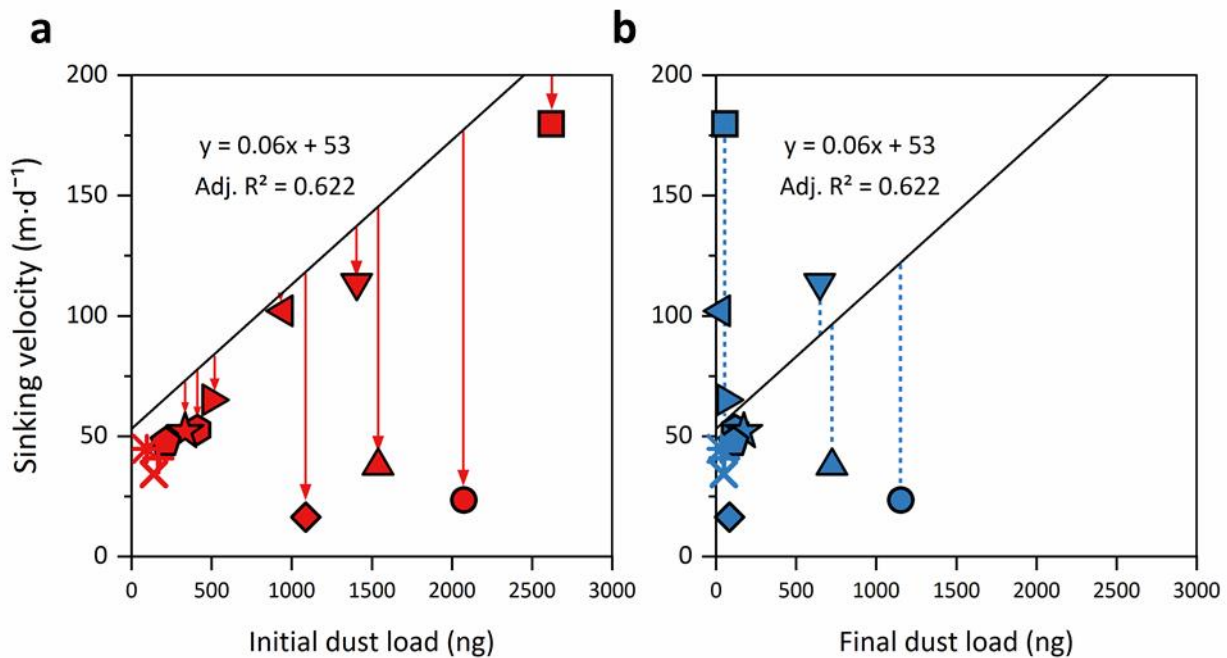 a
b
Sinking velocity (m·d⁻¹)
200
150
100
50
0
y = 0.06x + 53
Adj. R² = 0.622
0 500 1000 1500 2000 2500 3000
Initial dust load (ng)
200
150
100
50
0
y = 0.06x + 53
Adj. R² = 0.622
0 500 1000 1500 2000 2500 3000
Final dust load (ng)